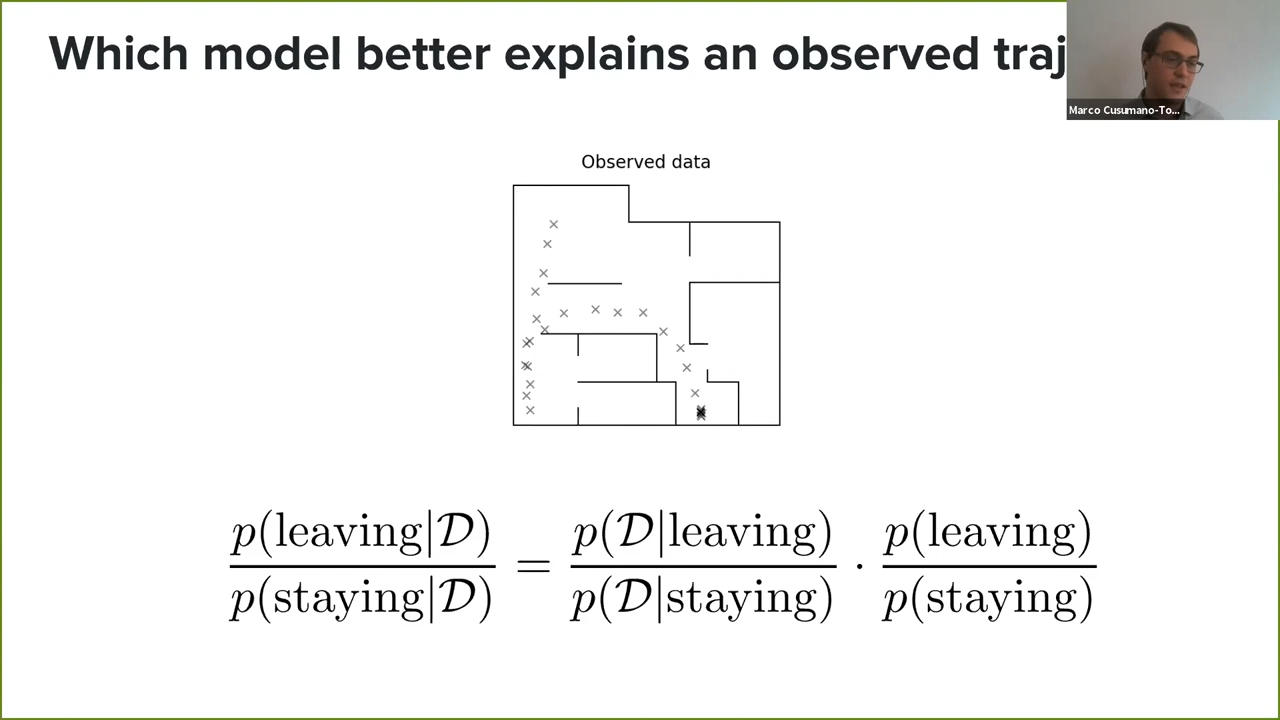 Which model better explains an observed traj
Marco Cusumano-To...
Observed data
p(leaving|𝒟) / p(staying|𝒟) = p(𝒟|leaving) / p(𝒟|staying) · p(leaving) / p(staying)